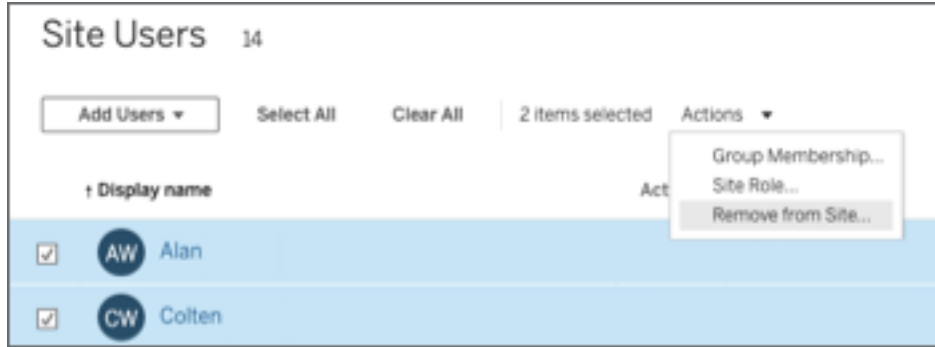 Site Users 14
Add Users Select All Clear All 2 items selected Actions
Group Membership...
↑ Display name Act Site Role...
Remove from Site...
AW Alan
CW Colten